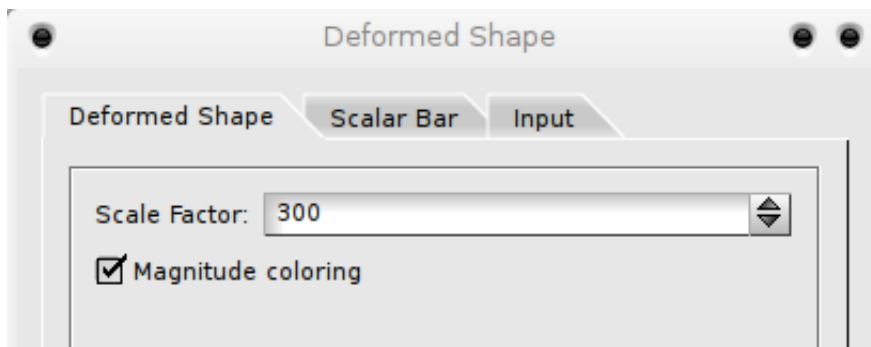 Deformed Shape
Deformed Shape Scalar Bar Input
Scale Factor: 300
Magnitude coloring